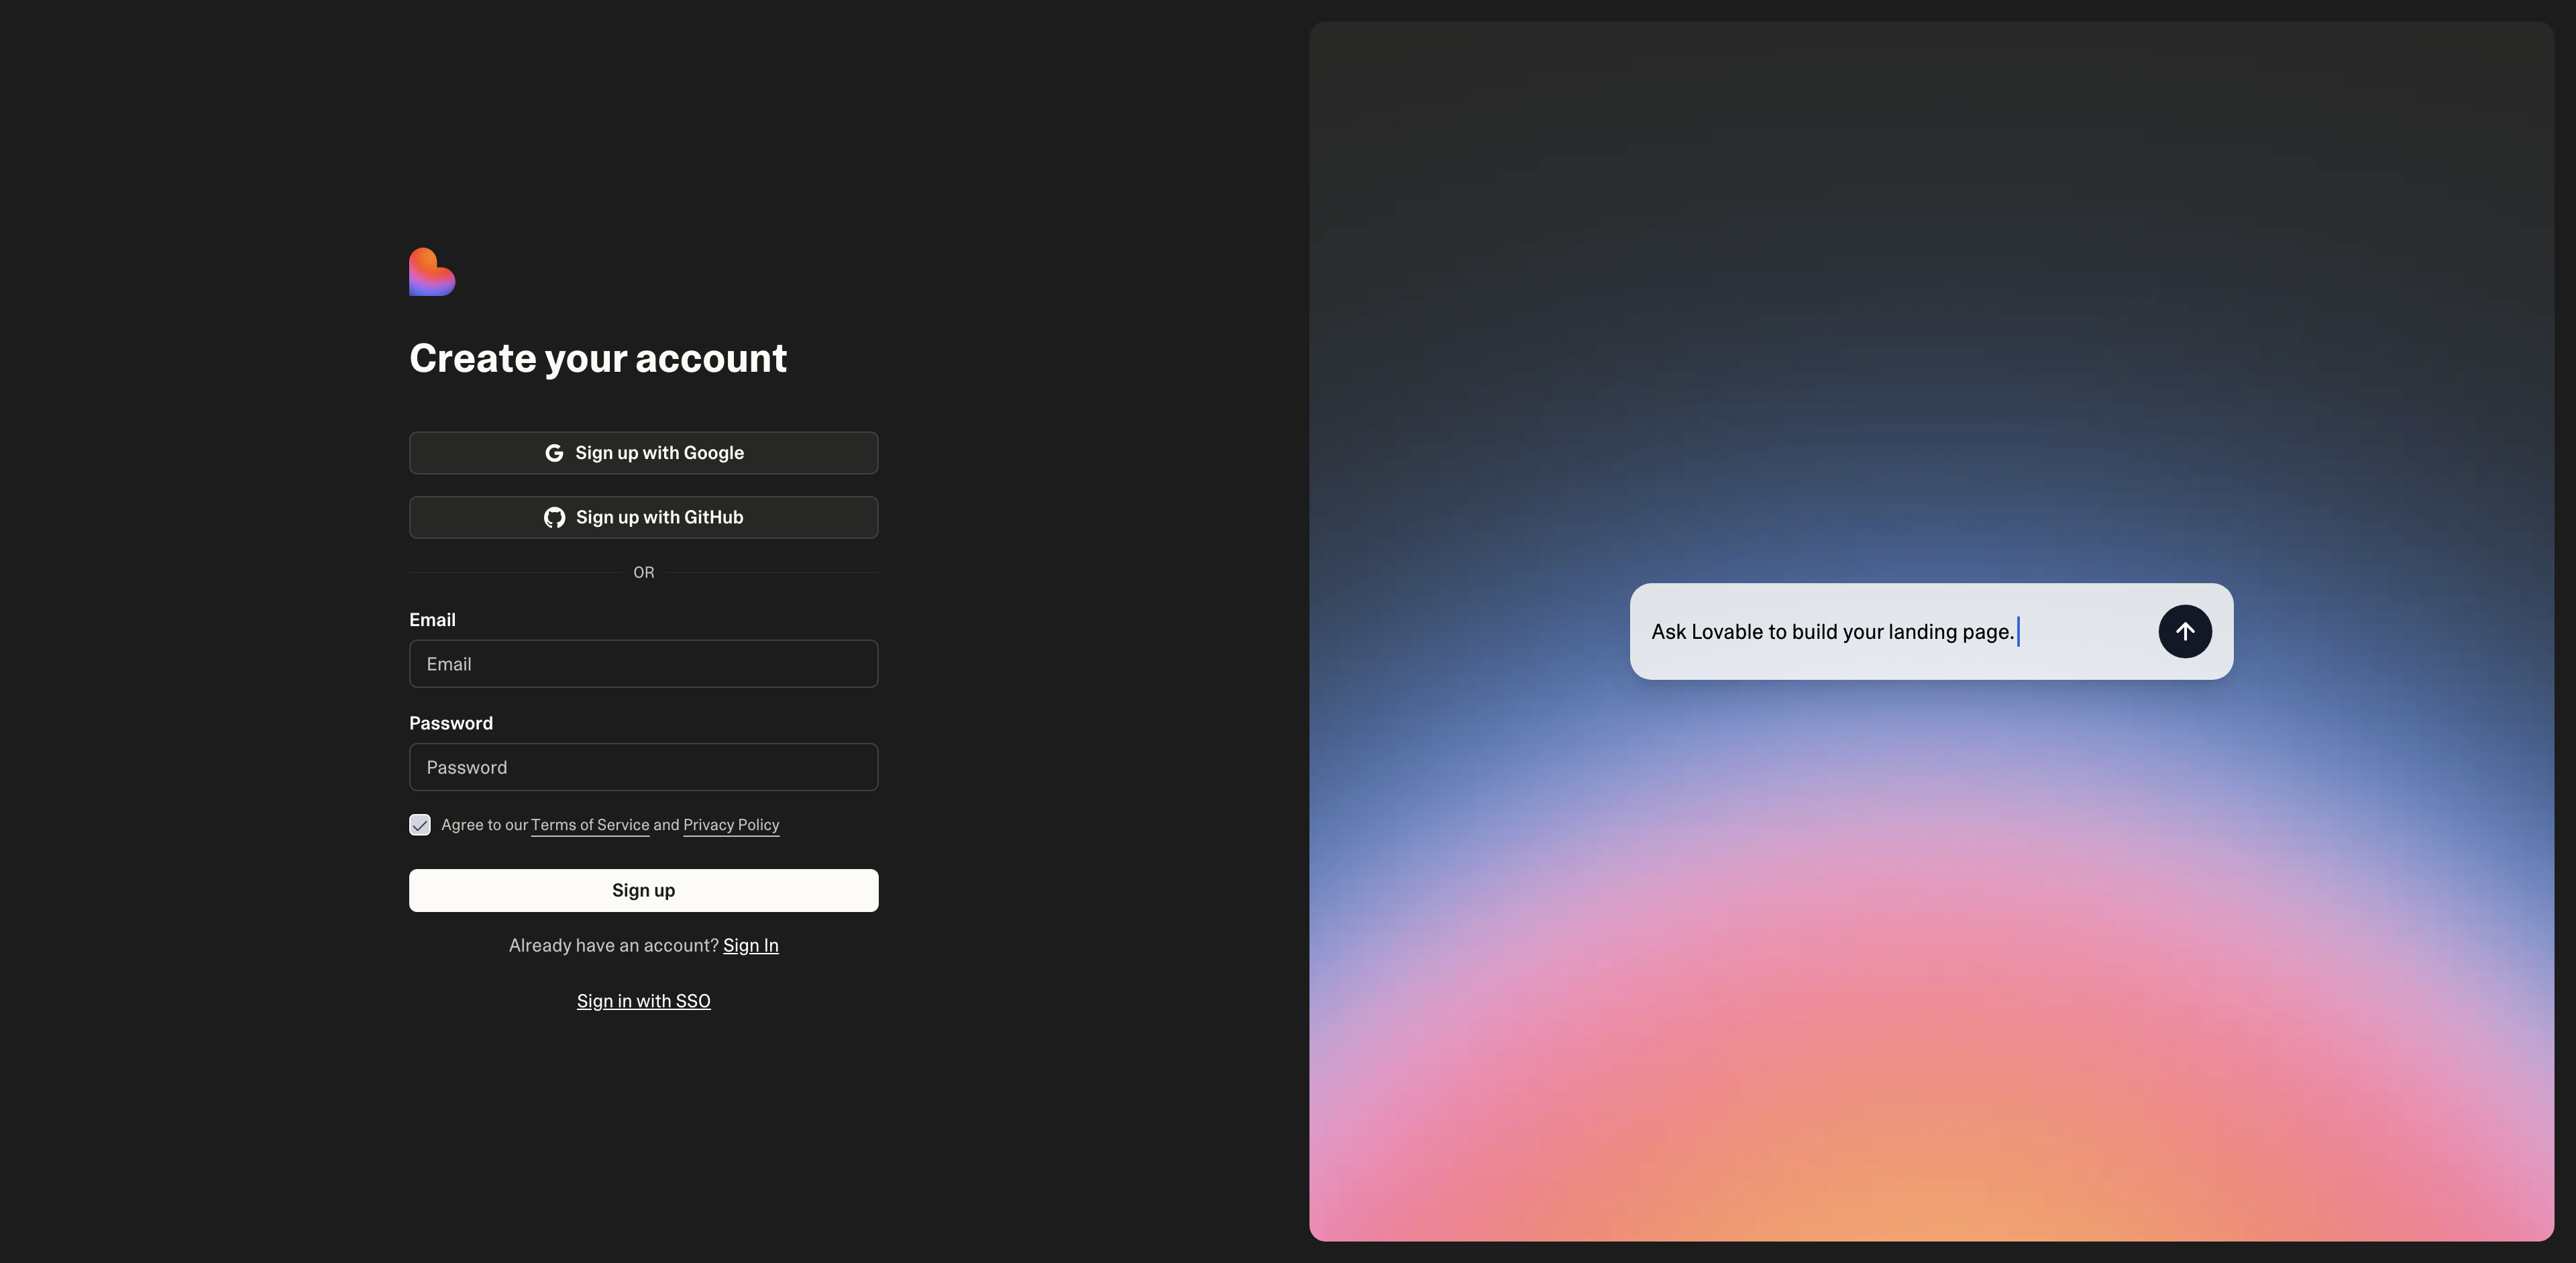 Create your account
Sign up with Google
Sign up with GitHub
OR
Email
Email
Password
Password
Agree to our Terms of Service and Privacy Policy
Sign up
Already have an account? Sign In
Sign in with SSO
Ask Lovable to build your landing page.